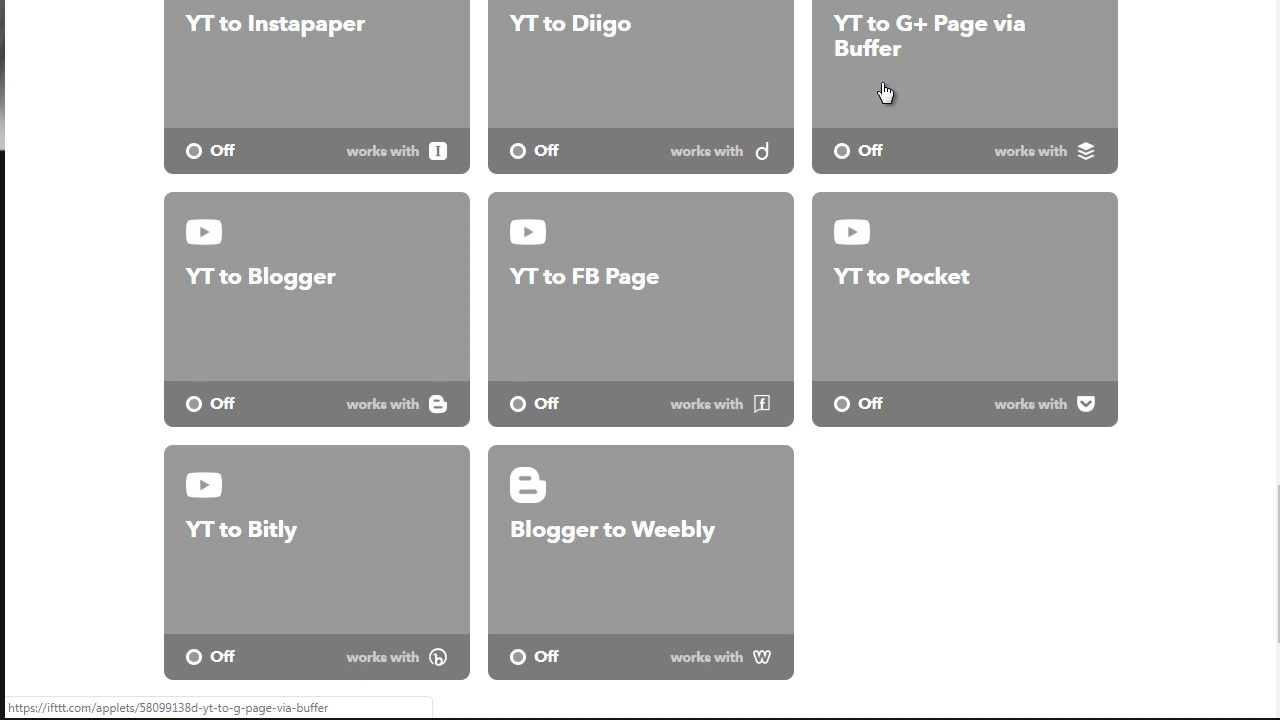 YT to Instapaper
YT to Diigo
YT to G+ Page via
Buffer
Off
works with
Off
works with
Off
works with
YT to Blogger
YT to FB Page
YT to Pocket
Off
works with
Off
works with
Off
works with
YT to Bitly
Blogger to Weebly
Off
works with
Off
works with
https://ifttt.com/applets/58099138d-yt-to-g-page-via-buffer